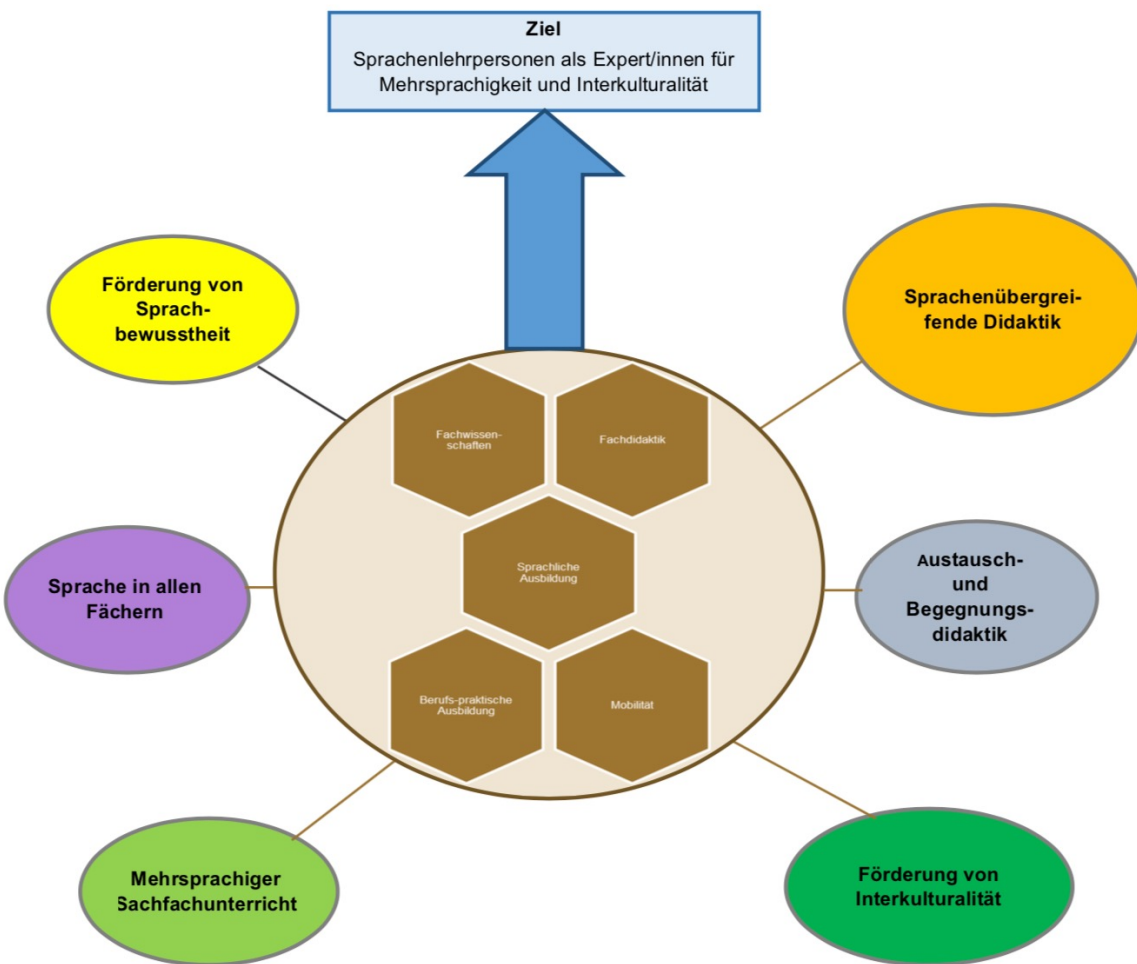 Ziel
Sprachenlehrpersonen als Expert/innen für
Mehrsprachigkeit und Interkulturalität
Förderung von
Sprach-
bewusstheit
Sprachenübergrei-
fende Didaktik
Fachwissen-
schaften
Fachdidaktik
Sprachliche
Ausbildung
Sprache in allen
Fächern
Austausch-
und
Begegnungs-
didaktik
Berufs-praktische
Ausbildung
Mobilität
Mehrsprachiger
Sachfachunterricht
Förderung von
Interkulturalität